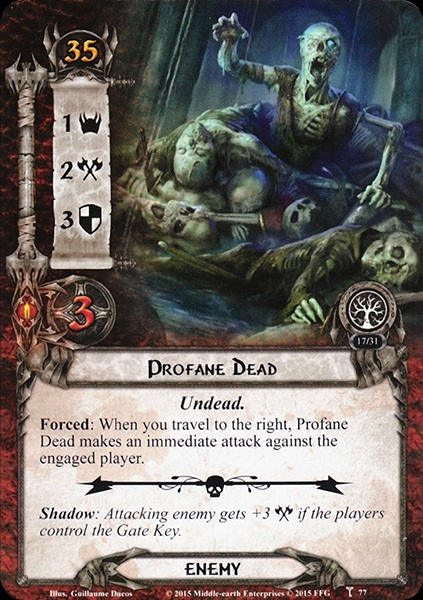 35
1
2
3
3
17/31
Profane Dead
Undead.
Forced: When you travel to the right, Profane
Dead makes an immediate attack against the
engaged player.
Shadow: Attacking enemy gets +3 if the players
control the Gate Key.
ENEMY
Illus. Guillaume Ducos © 2015 Middle-earth Enterprises © 2015 FFG 77